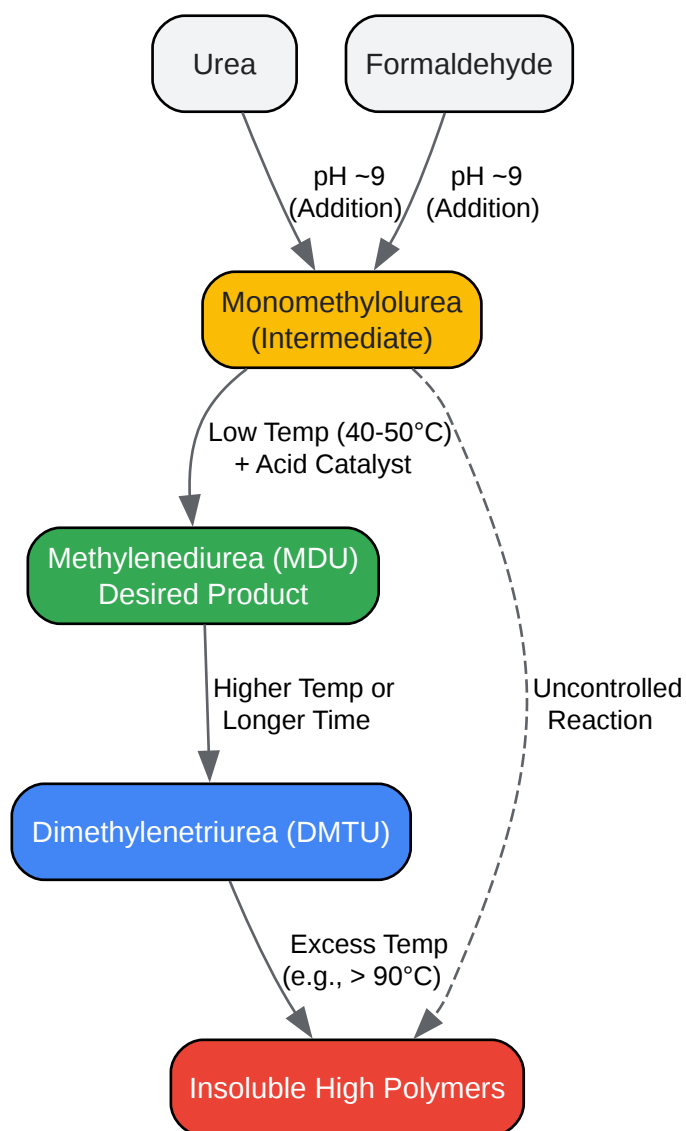 Urea
Formaldehyde
pH ~9
(Addition)
pH ~9
(Addition)
Monomethylolurea
(Intermediate)
Low Temp (40-50°C)
+ Acid Catalyst
Methylenediurea (MDU)
Desired Product
Higher Temp or
Longer Time
Uncontrolled
Reaction
Dimethylenetriurea (DMTU)
Excess Temp
(e.g., > 90°C)
Insoluble High Polymers